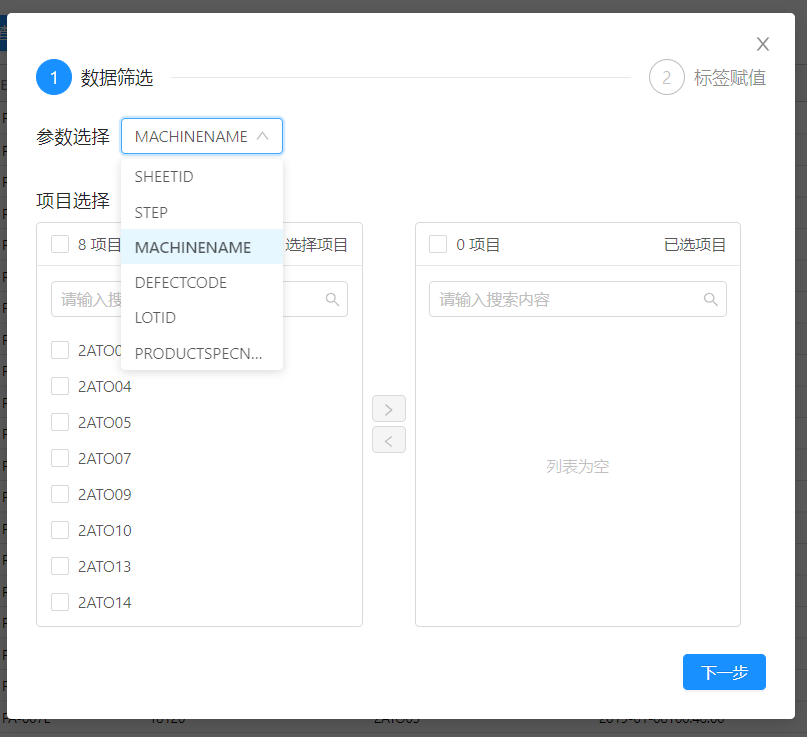 1 数据筛选
2 标签赋值
参数选择 MACHINENAME
SHEETID
STEP
MACHINENAME
DEFECTCODE
LOTID
PRODUCTSPECN...
项目选择
8 项目
选择项目
请输入搜
2ATO04
2ATO05
2ATO07
2ATO09
2ATO10
2ATO13
2ATO14
0 项目
已选项目
请输入搜索内容
列表为空
下一步